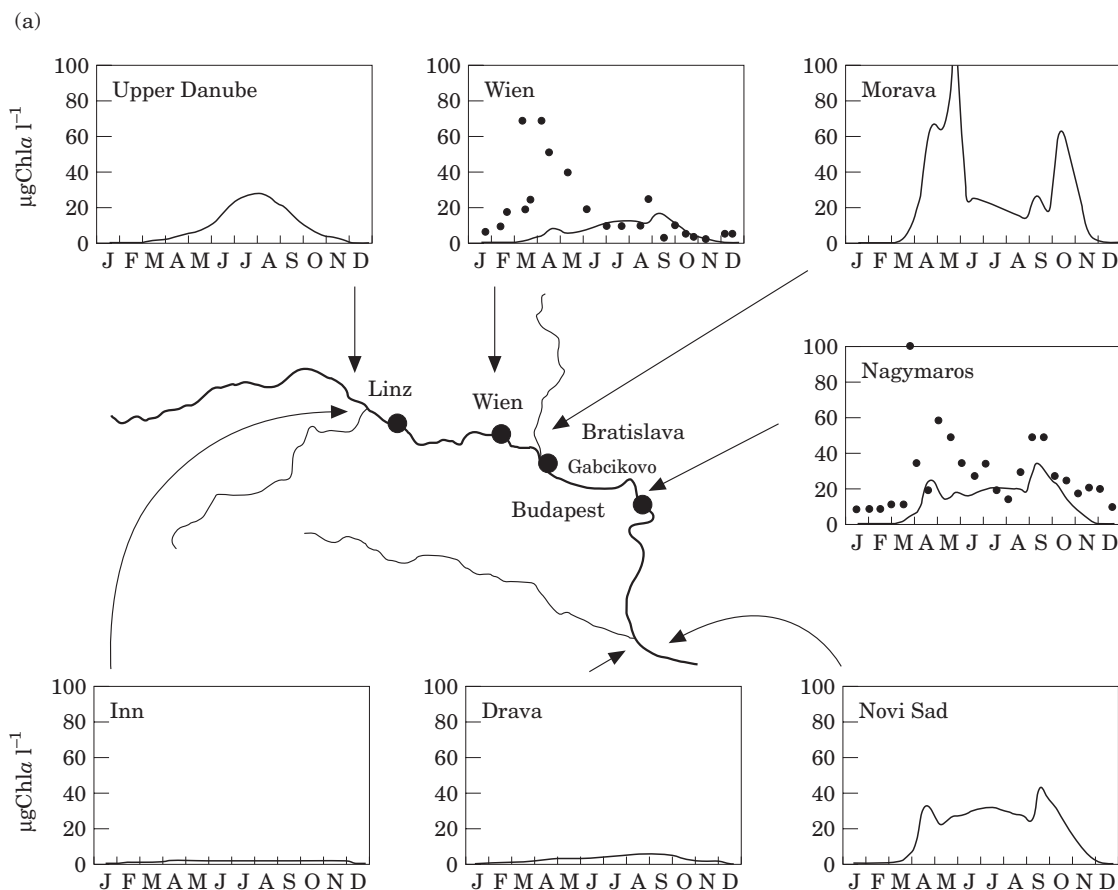 (a)
Upper Danube
Wien
Morava
100
80
60
40
20
0
100
80
60
40
20
0
100
80
60
40
20
0
µgChla l⁻¹
J F M A M J J A S O N D
J F M A M J J A S O N D
J F M A M J J A S O N D
Nagymaros
100
80
60
40
20
0
J F M A M J J A S O N D
Linz
Wien
Bratislava
Gabcikovo
Budapest
Inn
Drava
Novi Sad
100
80
60
40
20
0
100
80
60
40
20
0
100
80
60
40
20
0
µgChla l⁻¹
J F M A M J J A S O N D
J F M A M J J A S O N D
J F M A M J J A S O N D